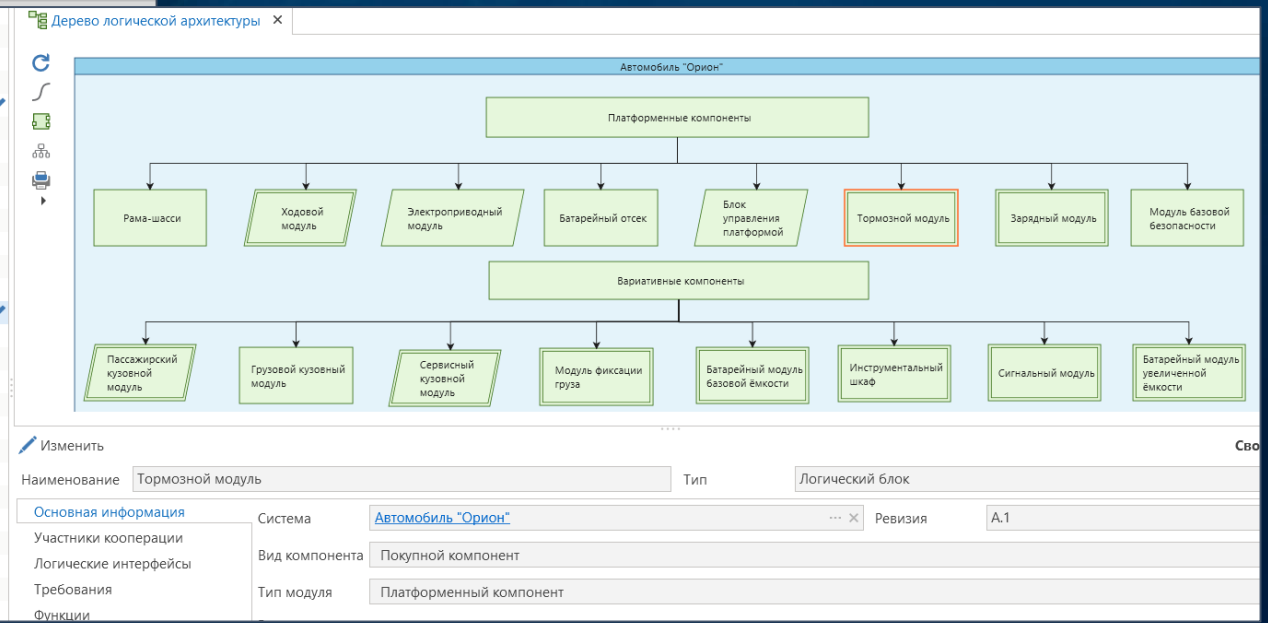 Дерево логической архитектуры
Автомобиль "Орион"
Платформенные компоненты
Рама-шасси
Ходовой
модуль
Электроприводный
модуль
Батарейный отсек
Блок
управления
платформой
Тормозной модуль
Зарядный модуль
Модуль базовой
безопасности
Вариативные компоненты
Пассажирский
кузовной
модуль
Грузовой кузовный
модуль
Сервисный
кузовной
модуль
Модуль фиксации
груза
Батарейный модуль
базовой ёмкости
Инструментальный
шкаф
Сигнальный модуль
Батарейный модуль
увеличенной
ёмкости
Изменить
Сво
Наименование Тормозной модуль Тип Логический блок
Основная информация
Участники кооперации
Логические интерфейсы
Требования
Функции
Система Автомобиль "Орион" Ревизия A.1
Вид компонента Покупной компонент
Тип модуля Платформенный компонент